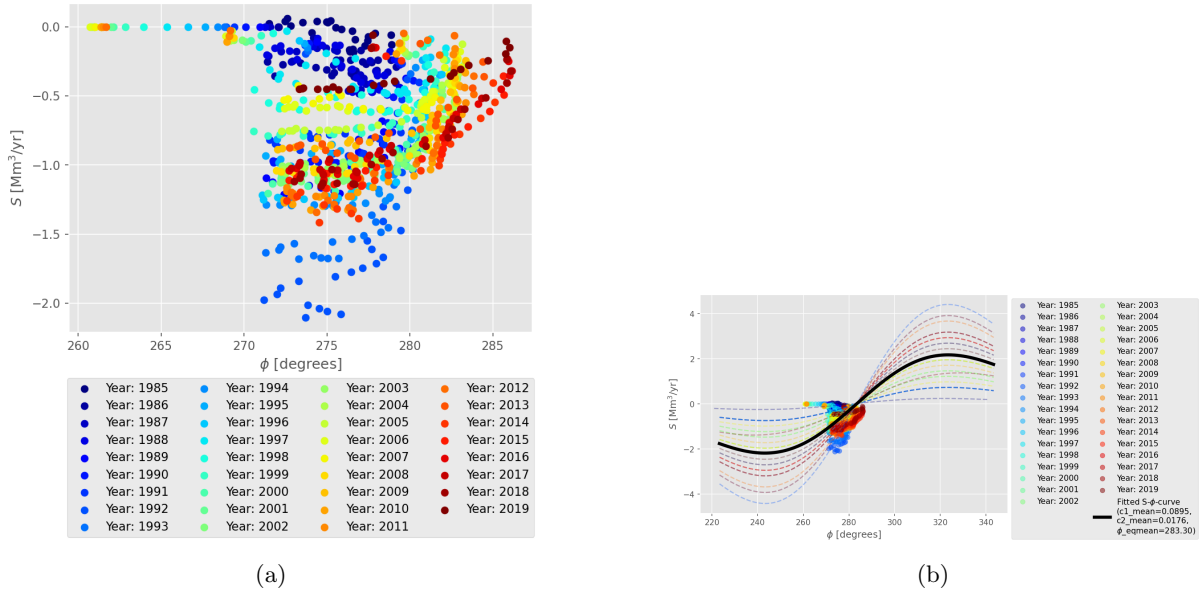 0.0
−0.5
−1.0
−1.5
−2.0
S [Mm³/yr]
260 265 270 275 280 285
ϕ [degrees]
Year: 1985 Year: 1994 Year: 2003 Year: 2012
Year: 1986 Year: 1995 Year: 2004 Year: 2013
Year: 1987 Year: 1996 Year: 2005 Year: 2014
Year: 1988 Year: 1997 Year: 2006 Year: 2015
Year: 1989 Year: 1998 Year: 2007 Year: 2016
Year: 1990 Year: 1999 Year: 2008 Year: 2017
Year: 1991 Year: 2000 Year: 2009 Year: 2018
Year: 1992 Year: 2001 Year: 2010 Year: 2019
Year: 1993 Year: 2002 Year: 2011
(a)
4
2
0
−2
−4
S [Mm³/yr]
220 240 260 280 300 320 340
ϕ [degrees]
Year: 1985 Year: 2003
Year: 1986 Year: 2004
Year: 1987 Year: 2005
Year: 1988 Year: 2006
Year: 1989 Year: 2007
Year: 1990 Year: 2008
Year: 1991 Year: 2009
Year: 1992 Year: 2010
Year: 1993 Year: 2011
Year: 1994 Year: 2012
Year: 1995 Year: 2013
Year: 1996 Year: 2014
Year: 1997 Year: 2015
Year: 1998 Year: 2016
Year: 1999 Year: 2017
Year: 2000 Year: 2018
Year: 2001 Year: 2019
Year: 2002 Fitted S-ϕ-curve
(c1_mean=0.0895,
c2_mean=0.0176,
ϕ_eqmean=283.30)
(b)